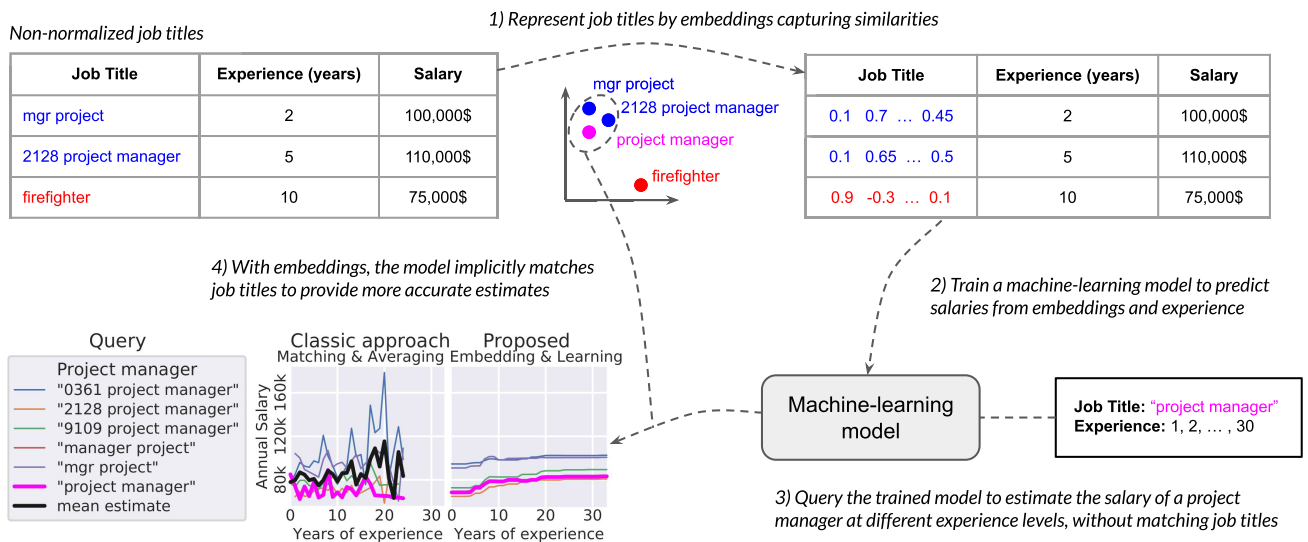 1) Represent job titles by embeddings capturing similarities
Non-normalized job titles
Job Title Experience (years) Salary
mgr project 2 100,000$
2128 project manager 5 110,000$
firefighter 10 75,000$
mgr project
2128 project manager
project manager
firefighter
Job Title Experience (years) Salary
0.1 0.7 … 0.45 2 100,000$
0.1 0.65 … 0.5 5 110,000$
0.9 -0.3 … 0.1 10 75,000$
2) Train a machine-learning model to predict
salaries from embeddings and experience
Machine-learning
model
Job Title: “project manager”
Experience: 1, 2, … , 30
3) Query the trained model to estimate the salary of a project
manager at different experience levels, without matching job titles
4) With embeddings, the model implicitly matches
job titles to provide more accurate estimates
Query
Project manager
"0361 project manager"
"2128 project manager"
"9109 project manager"
"manager project"
"mgr project"
"project manager"
mean estimate
Classic approach
Matching & Averaging
Proposed
Embedding & Learning
Annual Salary
80k 120k 160k
0 10 20 30
Years of experience
0 10 20 30
Years of experience